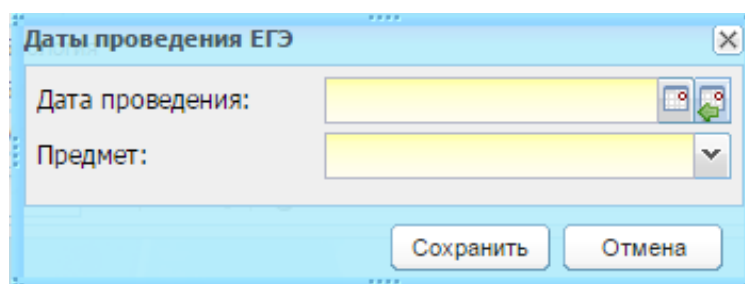 Даты проведения ЕГЭ
Дата проведения:
Предмет:
Сохранить Отмена